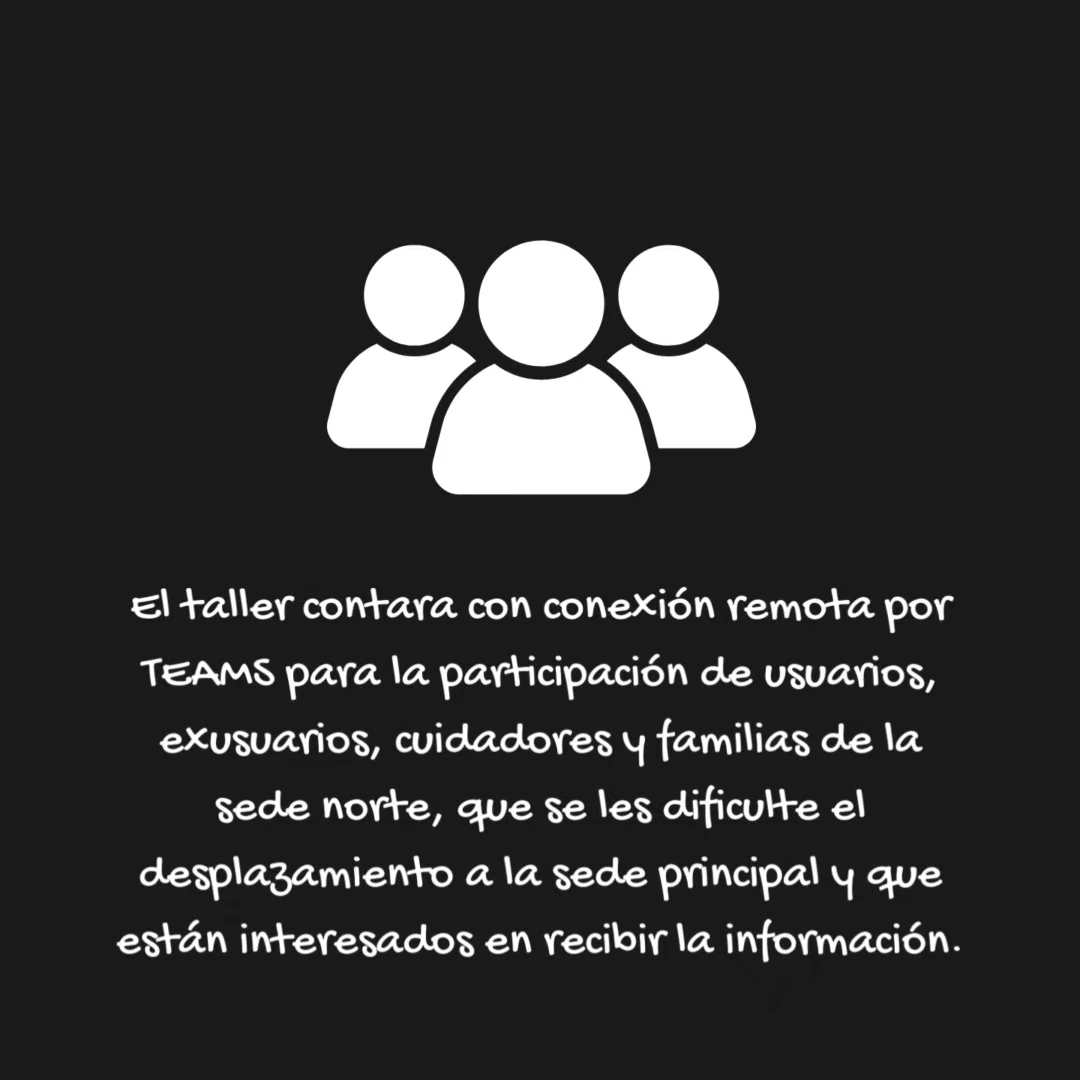 El taller contara con conexión remota por
TEAMS para la participación de usuarios,
exusuarios, cuidadores y familias de la
sede norte, que se les dificulte el
desplazamiento a la sede principal y que
están interesados en recibir la información.